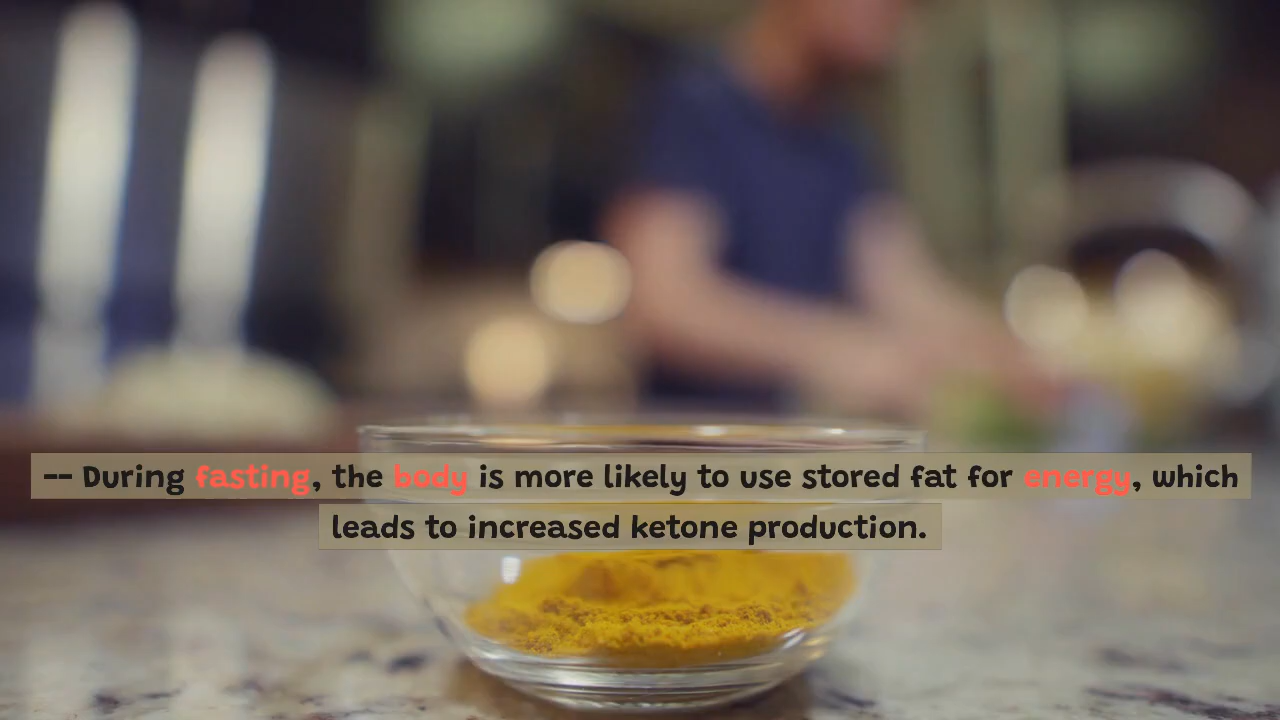 -- During fasting, the body is more likely to use stored fat for energy, which
leads to increased ketone production.